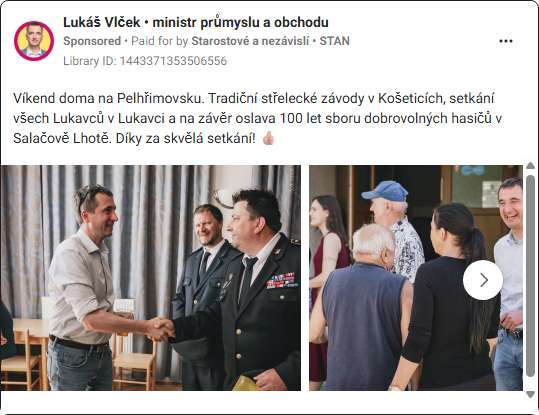 Lukáš Vlček • ministr průmyslu a obchodu
Sponsored • Paid for by Starostové a nezávislí • STAN
Library ID: 1443371353506556
Víkend doma na Pelhřimovsku. Tradiční střelecké závody v Košeticích, setkání
všech Lukavců v Lukavci a na závěr oslava 100 let sboru dobrovolných hasičů v
Salačově Lhotě. Díky za skvělá setkání! 👍🏼